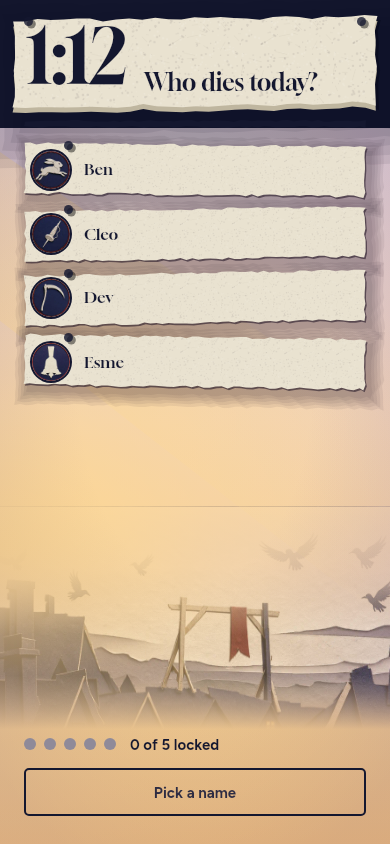 1:12
Who dies today?
Ben
Cleo
Dev
Esme
0 of 5 locked
Pick a name